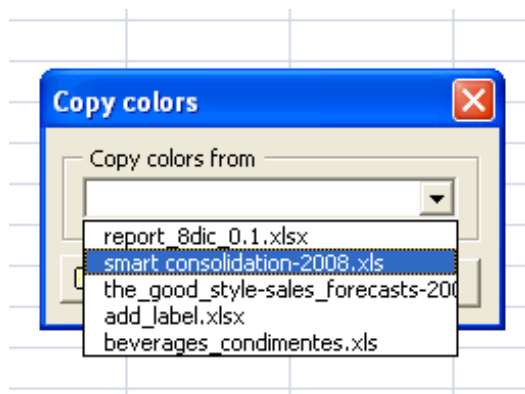 Copy colors
Copy colors from
report_8dic_0.1.xlsx
smart consolidation-2008.xls
the_good_style-sales_forecasts-200
add_label.xlsx
beverages_condimentes.xls